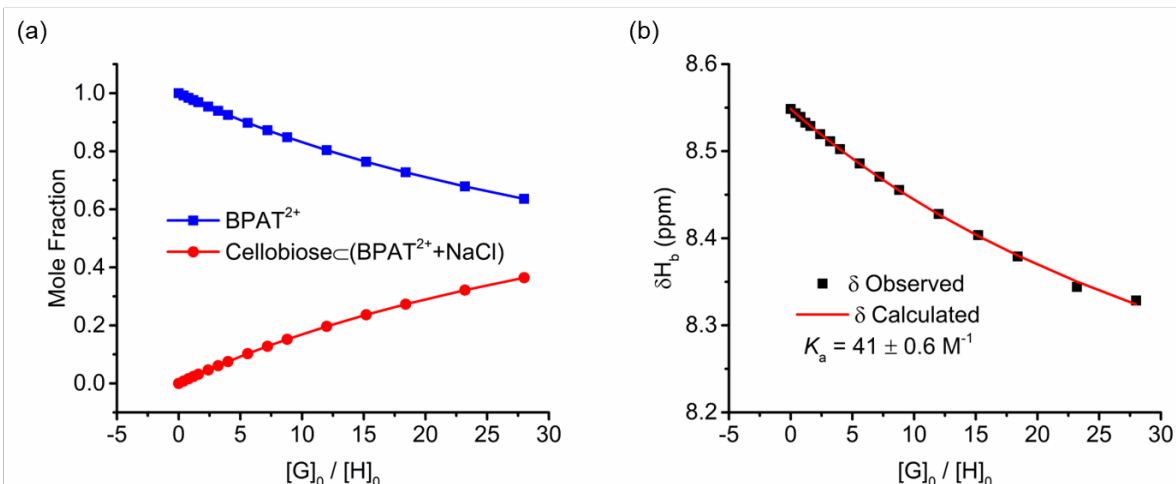 (a)
Mole Fraction
1.0
0.8
0.6
0.4
0.2
0.0
BPAT²⁺
Cellobiose⊂(BPAT²⁺+NaCl)
-5 0 5 10 15 20 25 30
[G]₀ / [H]₀
(b)
δH_b (ppm)
8.6
8.5
8.4
8.3
8.2
δ Observed
δ Calculated
Kₐ = 41 ± 0.6 M⁻¹
-5 0 5 10 15 20 25 30
[G]₀ / [H]₀